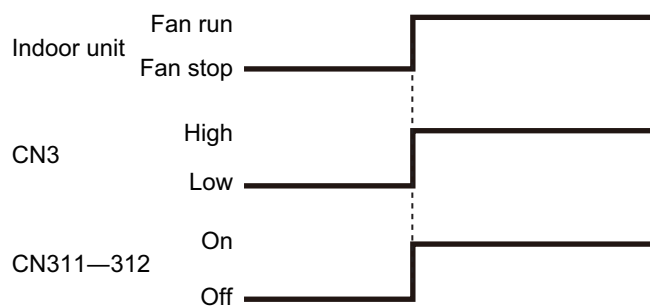 Fan run
Indoor unit
Fan stop
High
CN3
Low
On
CN311—312
Off